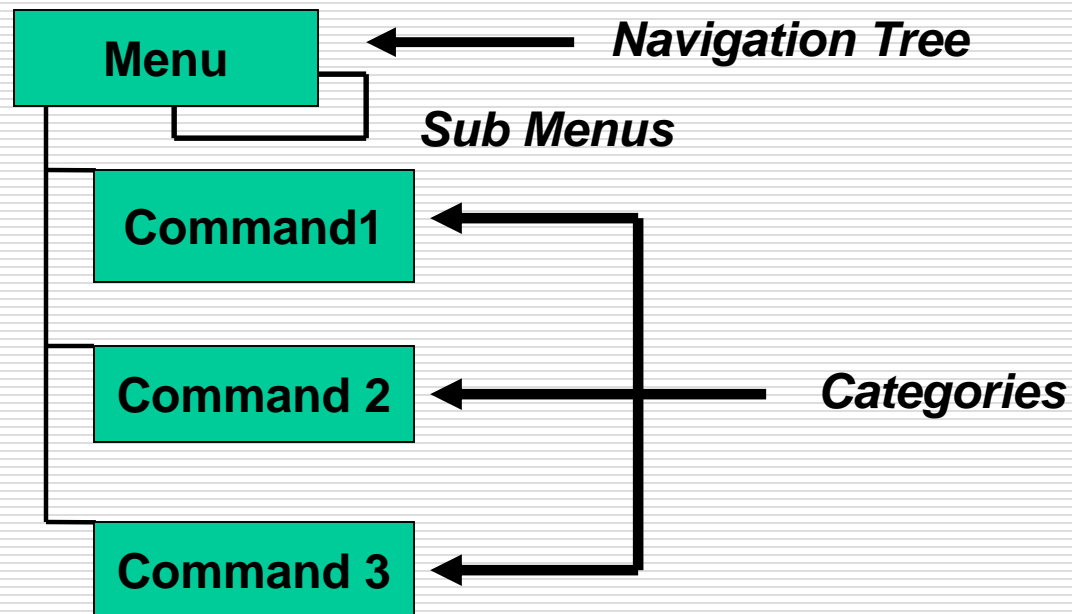 Menu
Navigation Tree
Sub Menus
Command1
Command 2
Categories
Command 3